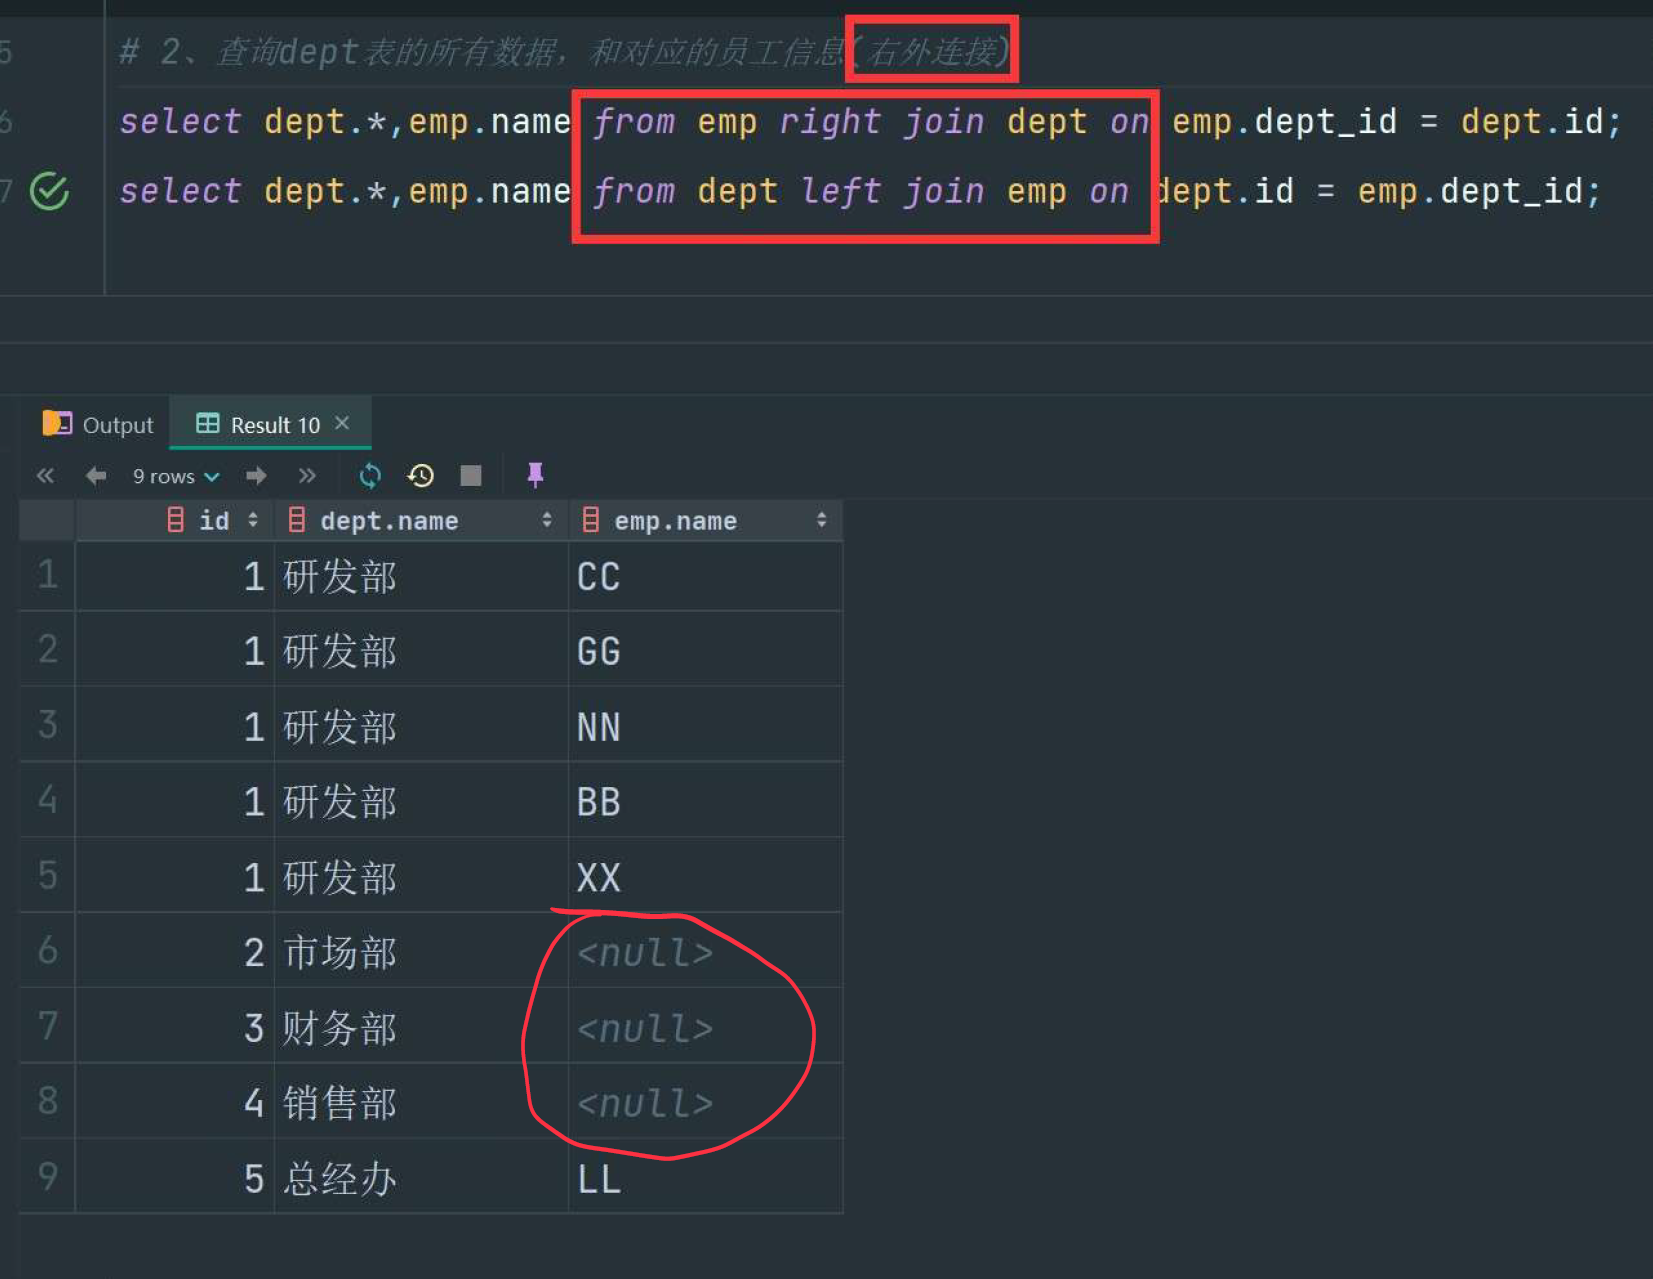 5 # 2、查询dept表的所有数据，和对应的员工信息(右外连接)
6 select dept.*,emp.name from emp right join dept on emp.dept_id = dept.id;
7 select dept.*,emp.name from dept left join emp on dept.id = emp.dept_id;
Output Result 10
9 rows
id dept.name emp.name
1 1 研发部 CC
2 1 研发部 GG
3 1 研发部 NN
4 1 研发部 BB
5 1 研发部 XX
6 2 市场部 <null>
7 3 财务部 <null>
8 4 销售部 <null>
9 5 总经办 LL